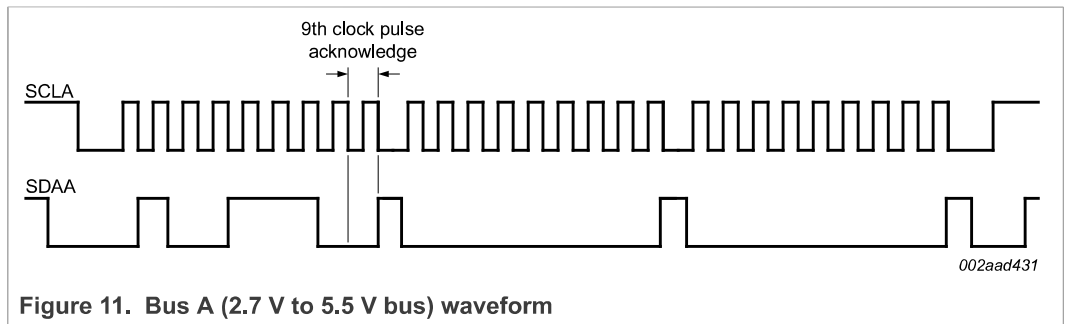 9th clock pulse
acknowledge
SCLA
SDAA
002aad431
Figure 11. Bus A (2.7 V to 5.5 V bus) waveform